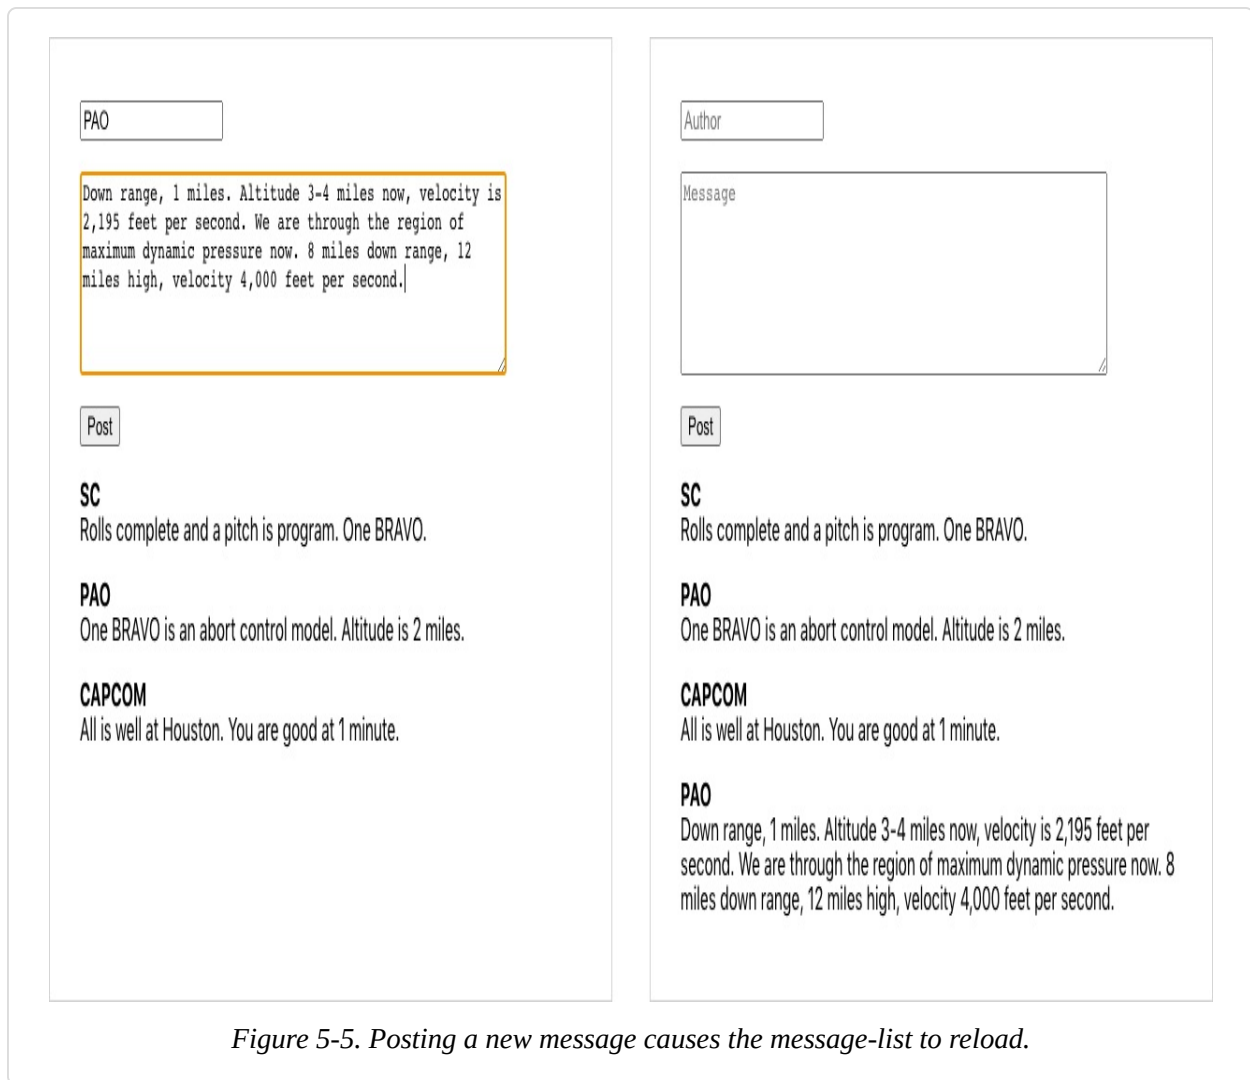 PAO
Down range, 1 miles. Altitude 3-4 miles now, velocity is
2,195 feet per second. We are through the region of
maximum dynamic pressure now. 8 miles down range, 12
miles high, velocity 4,000 feet per second.
Post
SC
Rolls complete and a pitch is program. One BRAVO.
PAO
One BRAVO is an abort control model. Altitude is 2 miles.
CAPCOM
All is well at Houston. You are good at 1 minute.
Author
Message
Post
SC
Rolls complete and a pitch is program. One BRAVO.
PAO
One BRAVO is an abort control model. Altitude is 2 miles.
CAPCOM
All is well at Houston. You are good at 1 minute.
PAO
Down range, 1 miles. Altitude 3-4 miles now, velocity is 2,195 feet per
second. We are through the region of maximum dynamic pressure now. 8
miles down range, 12 miles high, velocity 4,000 feet per second.
Figure 5-5. Posting a new message causes the message-list to reload.